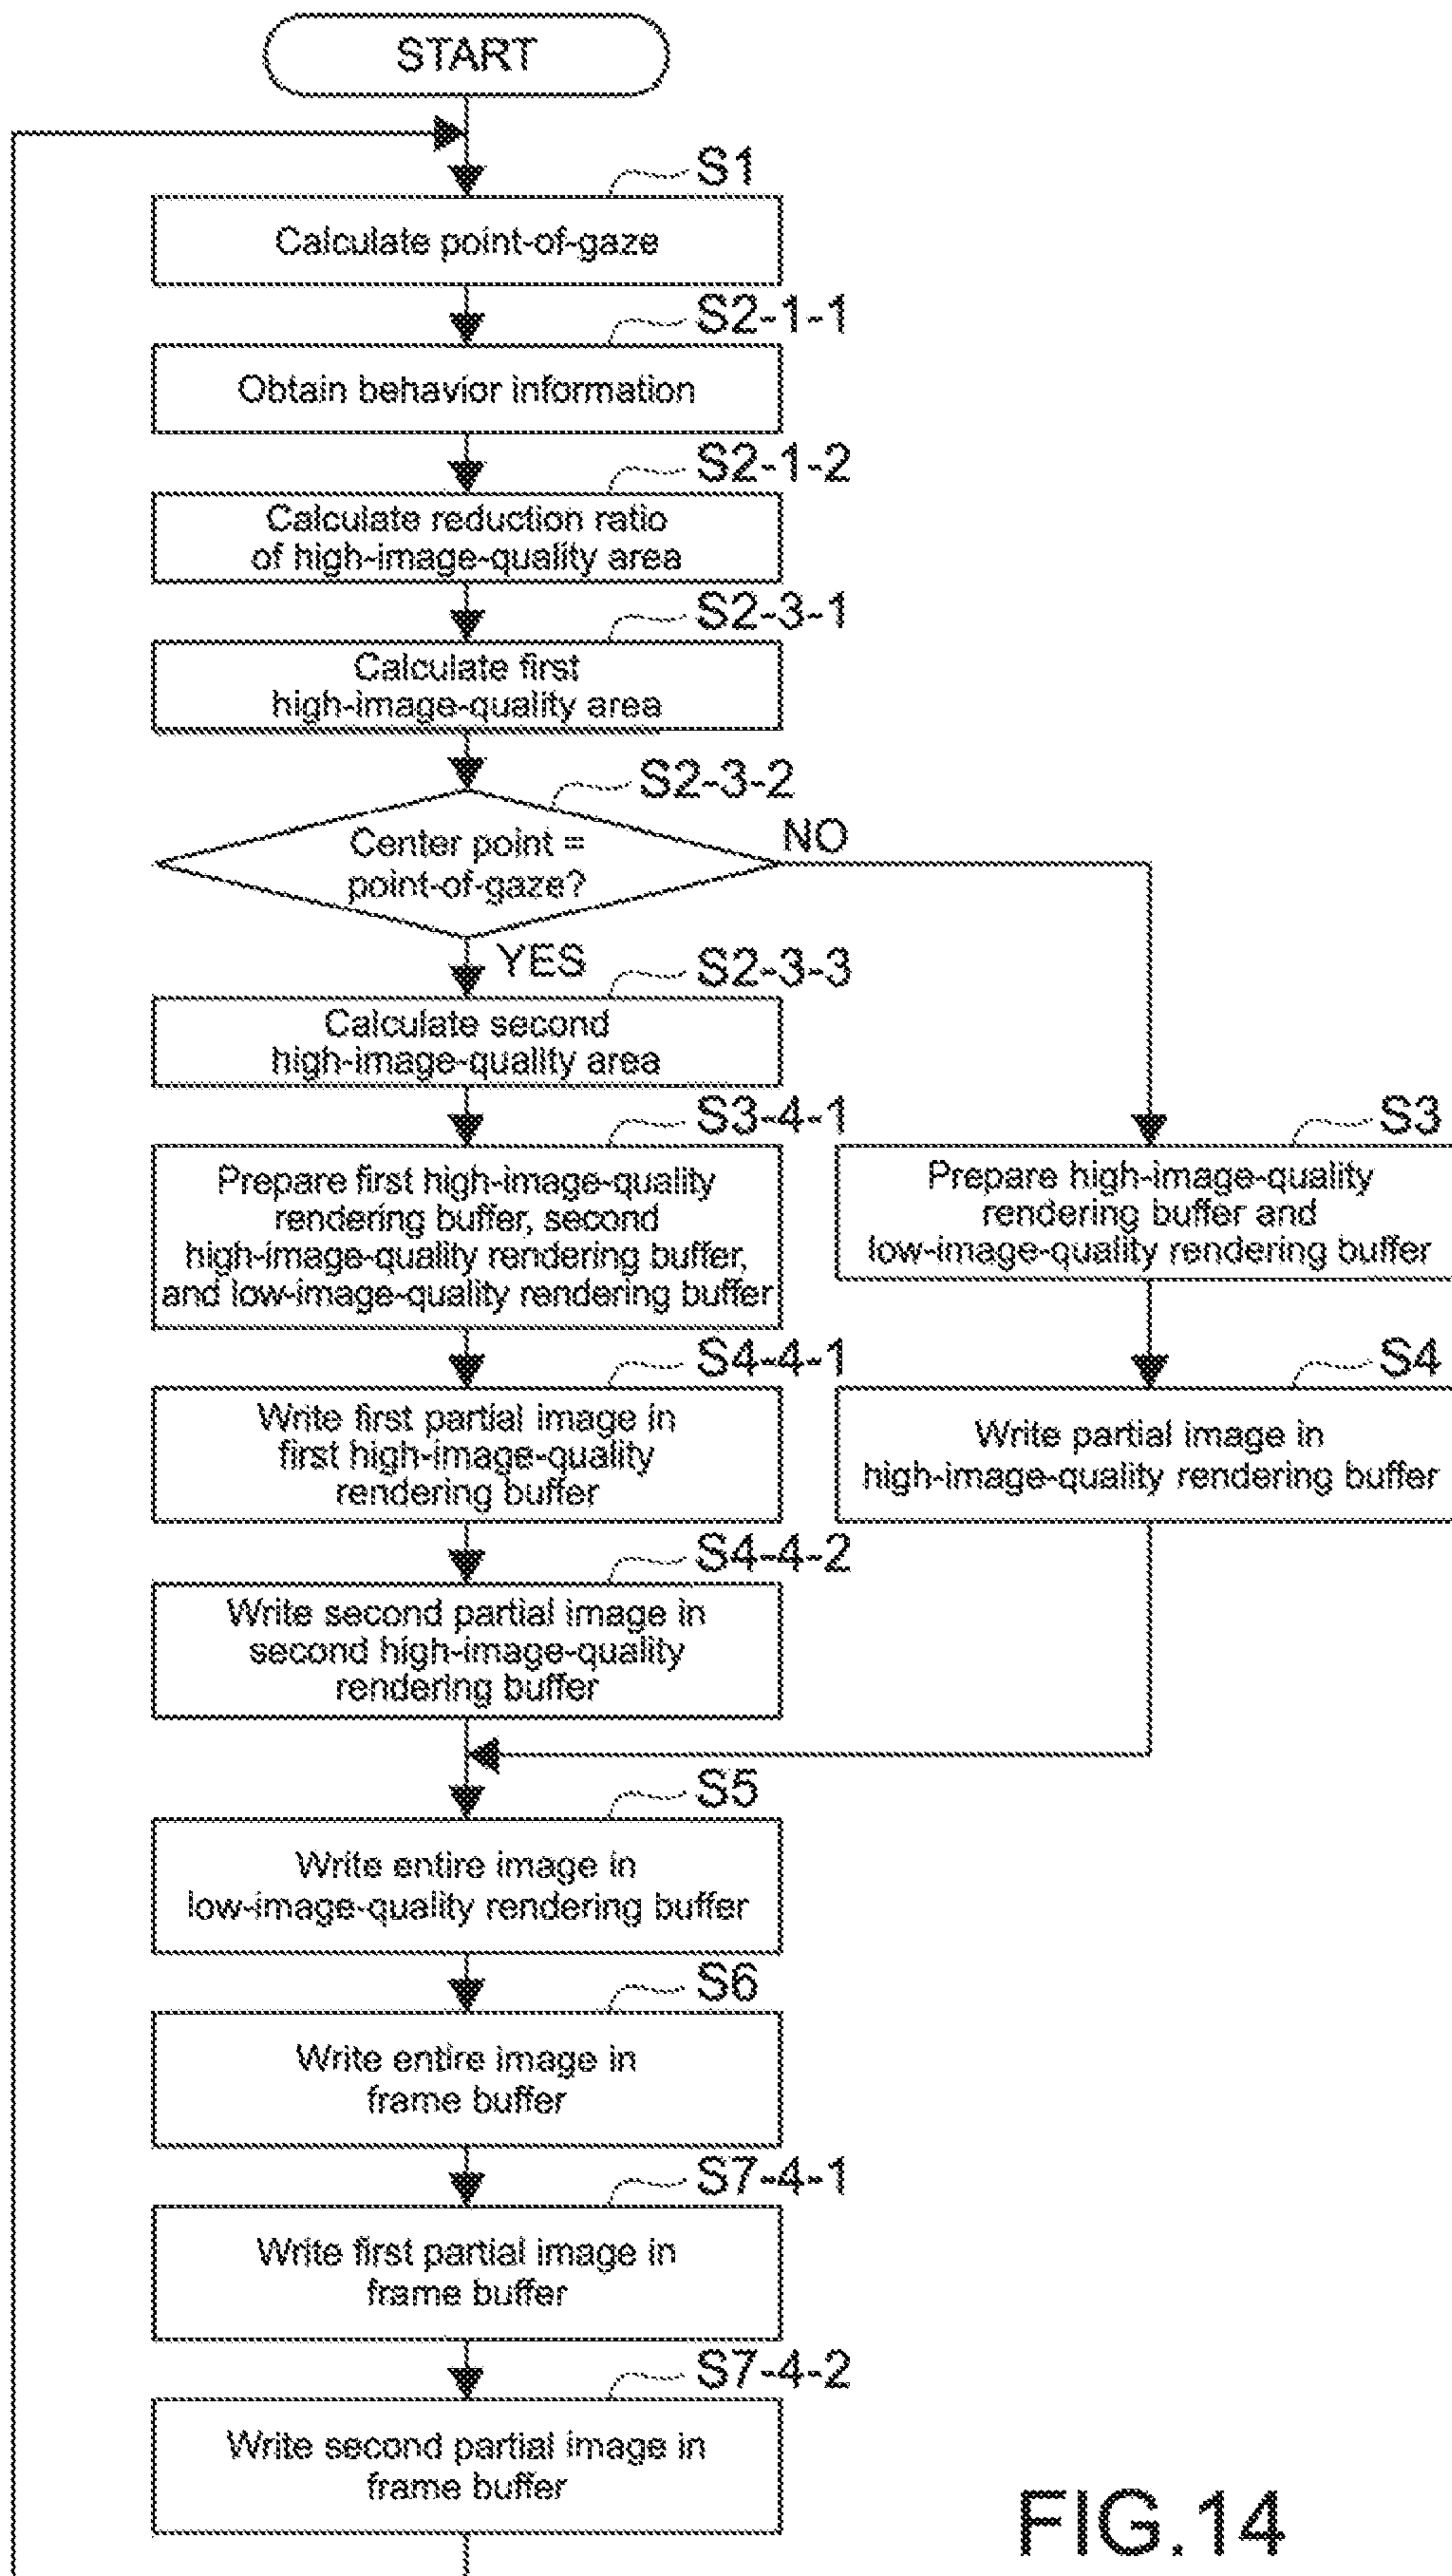 START
S1
Calculate point-of-gaze
S2-1-1
Obtain behavior information
S2-1-2
Calculate reduction ratio
of high-image-quality area
S2-3-1
Calculate first
high-image-quality area
S2-3-2
Center point =
point-of-gaze?
NO
YES
S2-3-3
Calculate second
high-image-quality area
S3-4-1
Prepare first high-image-quality
rendering buffer, second
high-image-quality rendering buffer,
and low-image-quality rendering buffer
S3
Prepare high-image-quality
rendering buffer and
low-image-quality rendering buffer
S4-4-1
Write first partial image in
first high-image-quality
rendering buffer
S4
Write partial image in
high-image-quality rendering buffer
S4-4-2
Write second partial image in
second high-image-quality
rendering buffer
S5
Write entire image in
low-image-quality rendering buffer
S6
Write entire image in
frame buffer
S7-4-1
Write first partial image in
frame buffer
S7-4-2
Write second partial image in
frame buffer
FIG.14